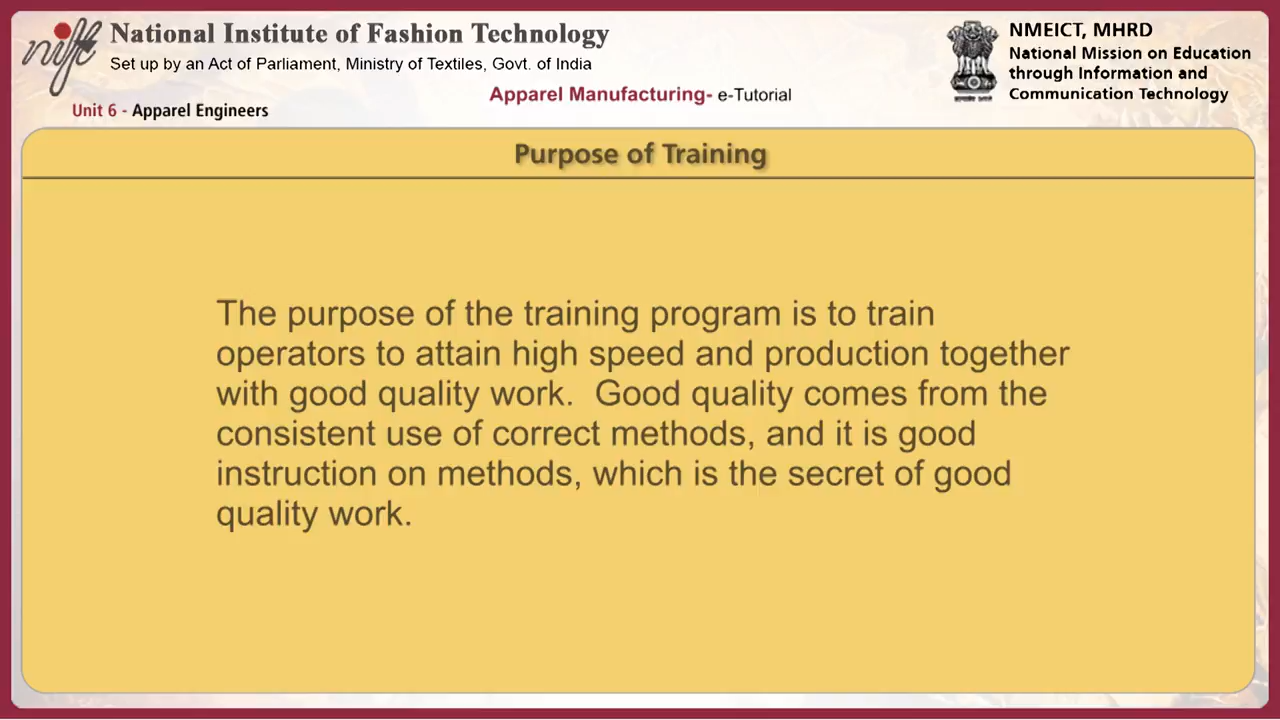 nift
National Institute of Fashion Technology
Set up by an Act of Parliament, Ministry of Textiles, Govt. of India
Unit 6 - Apparel Engineers
Apparel Manufacturing- e-Tutorial
NMEICT, MHRD
National Mission on Education
through Information and
Communication Technology
Purpose of Training
The purpose of the training program is to train
operators to attain high speed and production together
with good quality work.  Good quality comes from the
consistent use of correct methods, and it is good
instruction on methods, which is the secret of good
quality work.